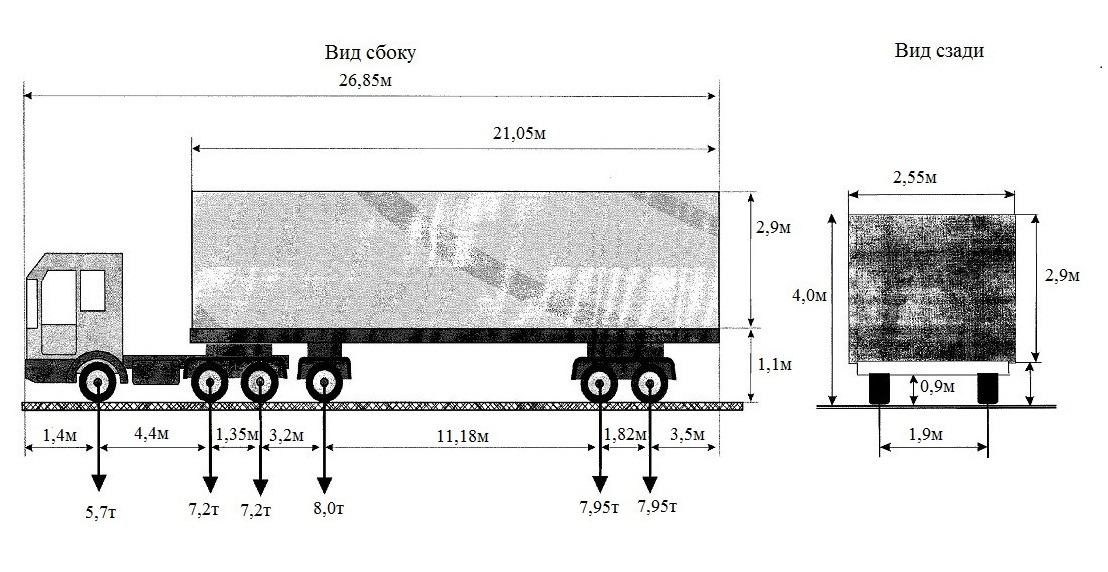 Вид сбоку
Вид сзади
26,85м
21,05м
2,55м
2,9м
4,0м
2,9м
1,1м
0,9м
1,4м
4,4м
1,35м
3,2м
11,18м
1,82м
3,5м
1,9м
5,7т
7,2т
7,2т
8,0т
7,95т
7,95т